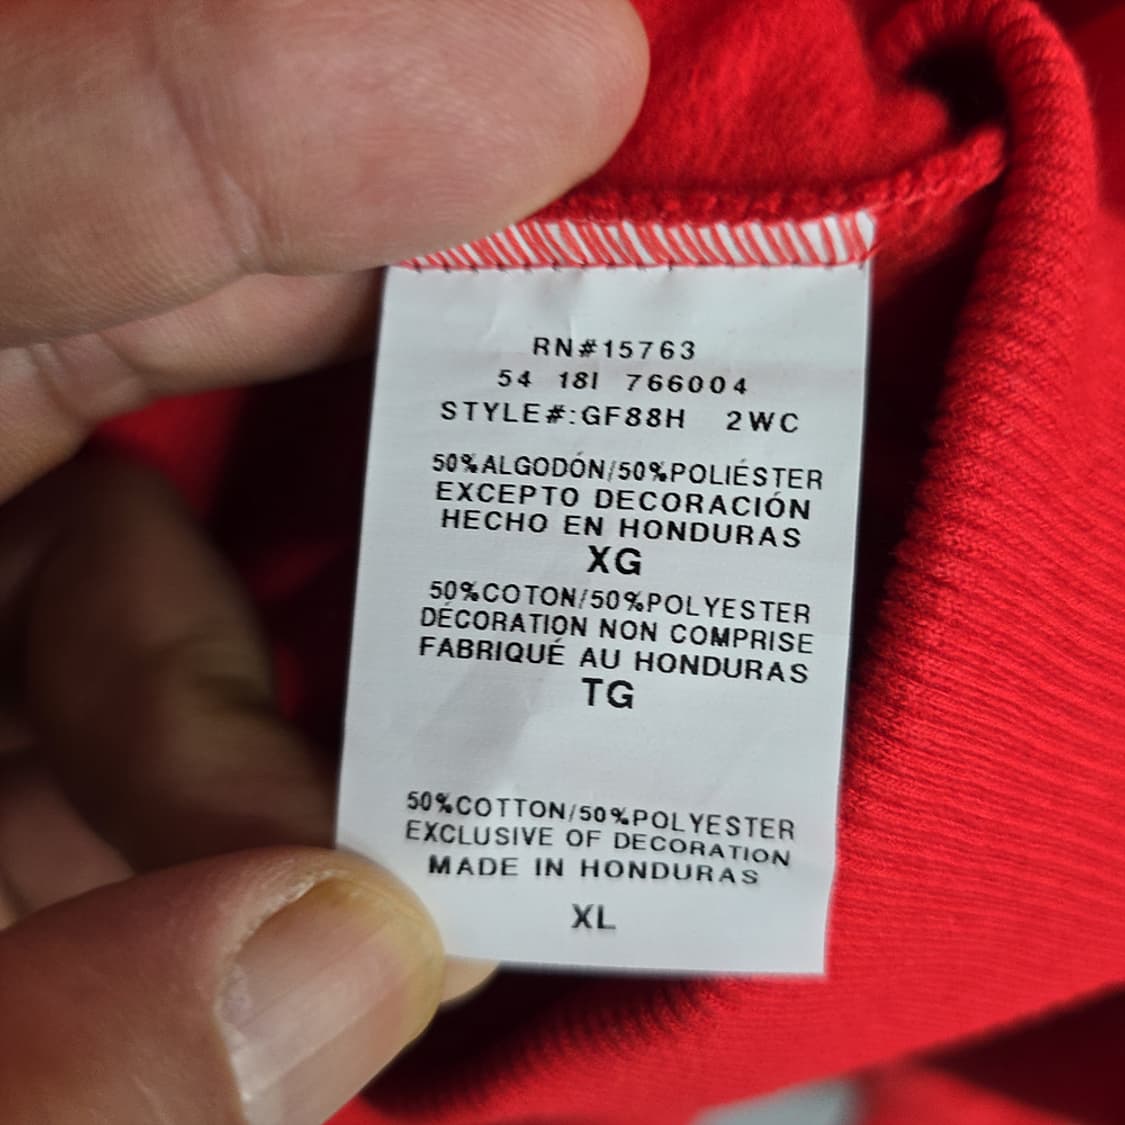 RN#15763
54 18I 766004
STYLE#:GF88H 2WC
50%ALGODÓN/50%POLIÉSTER
EXCEPTO DECORACIÓN
HECHO EN HONDURAS
XG
50%COTON/50%POLYESTER
DÉCORATION NON COMPRISE
FABRIQUÉ AU HONDURAS
TG
50%COTTON/50%POLYESTER
EXCLUSIVE OF DECORATION
MADE IN HONDURAS
XL